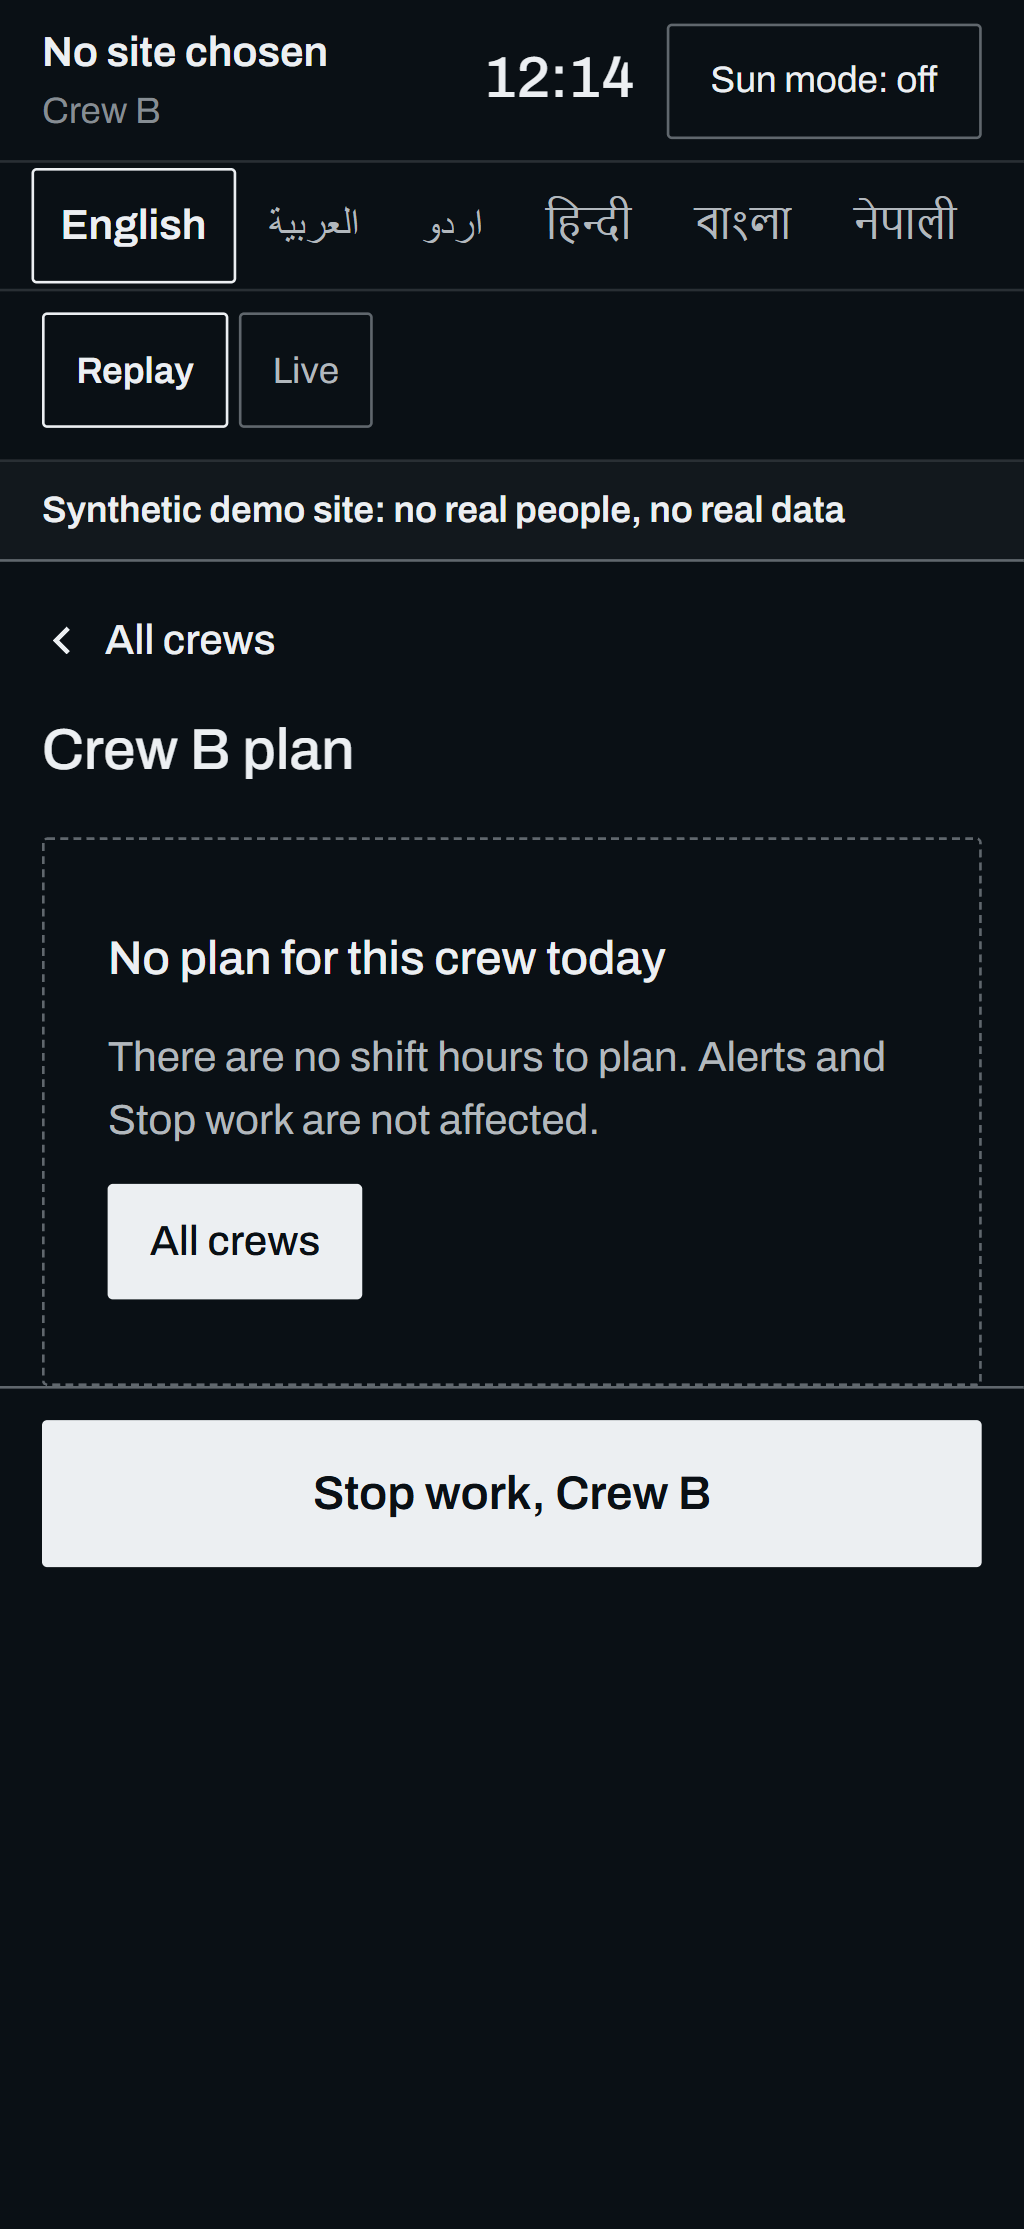 No site chosen
Crew B
12:14
Sun mode: off
English العربية اردو हिन्दी বাংলা नेपाली
Replay Live
Synthetic demo site: no real people, no real data
All crews
Crew B plan
No plan for this crew today
There are no shift hours to plan. Alerts and
Stop work are not affected.
All crews
Stop work, Crew B